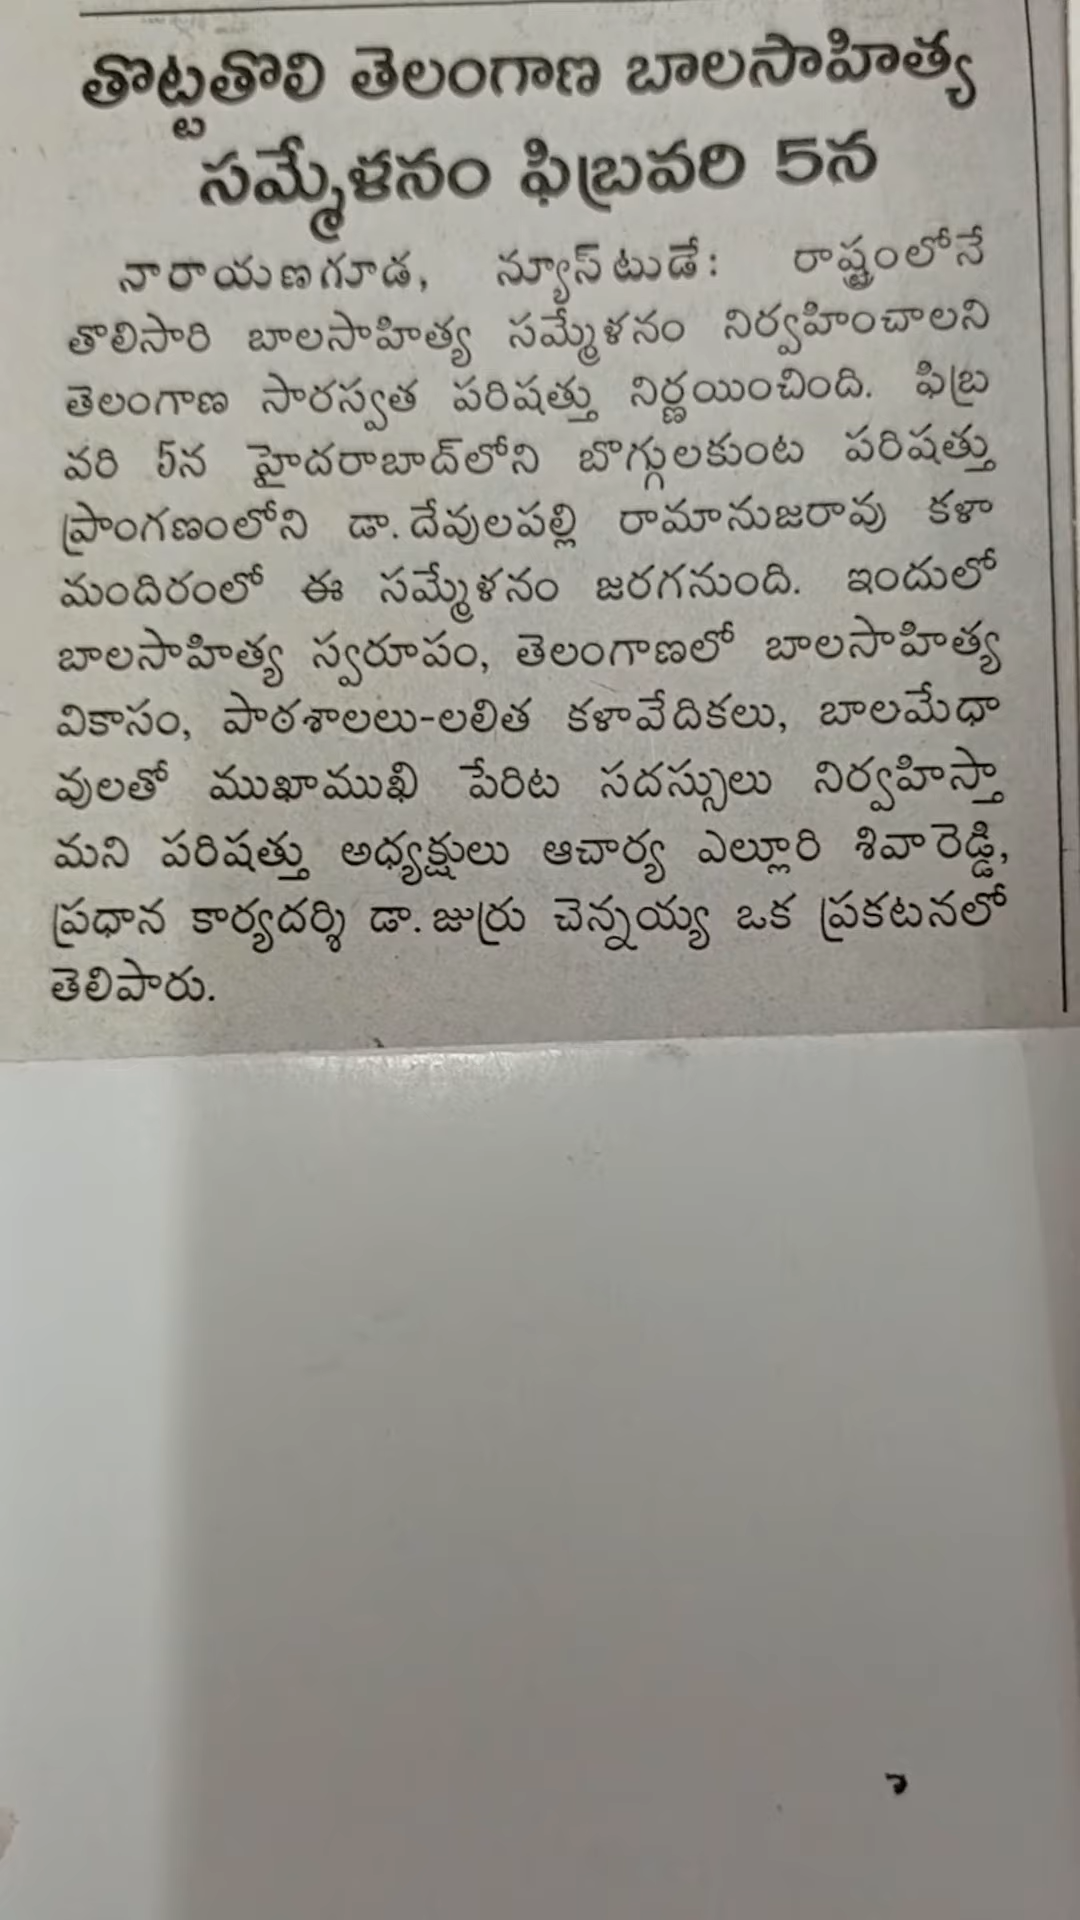 తొట్టతొలి తెలంగాణ బాలసాహిత్య
సమ్మేళనం ఫిబ్రవరి 5న
నారాయణగూడ, న్యూస్‌టుడే: రాష్ట్రంలోనే
తొలిసారి బాలసాహిత్య సమ్మేళనం నిర్వహించాలని
తెలంగాణ సారస్వత పరిషత్తు నిర్ణయించింది. ఫిబ్ర
వరి 5న హైదరాబాద్‌లోని బొగ్గులకుంట పరిషత్తు
ప్రాంగణంలోని డా.దేవులపల్లి రామానుజరావు కళా
మందిరంలో ఈ సమ్మేళనం జరగనుంది. ఇందులో
బాలసాహిత్య స్వరూపం, తెలంగాణలో బాలసాహిత్య
వికాసం, పాఠశాలలు-లలిత కళావేదికలు, బాలమేధా
వులతో ముఖాముఖి పేరిట సదస్సులు నిర్వహిస్తా
మని పరిషత్తు అధ్యక్షులు ఆచార్య ఎల్లూరి శివారెడ్డి,
ప్రధాన కార్యదర్శి డా.జుర్రు చెన్నయ్య ఒక ప్రకటనలో
తెలిపారు.